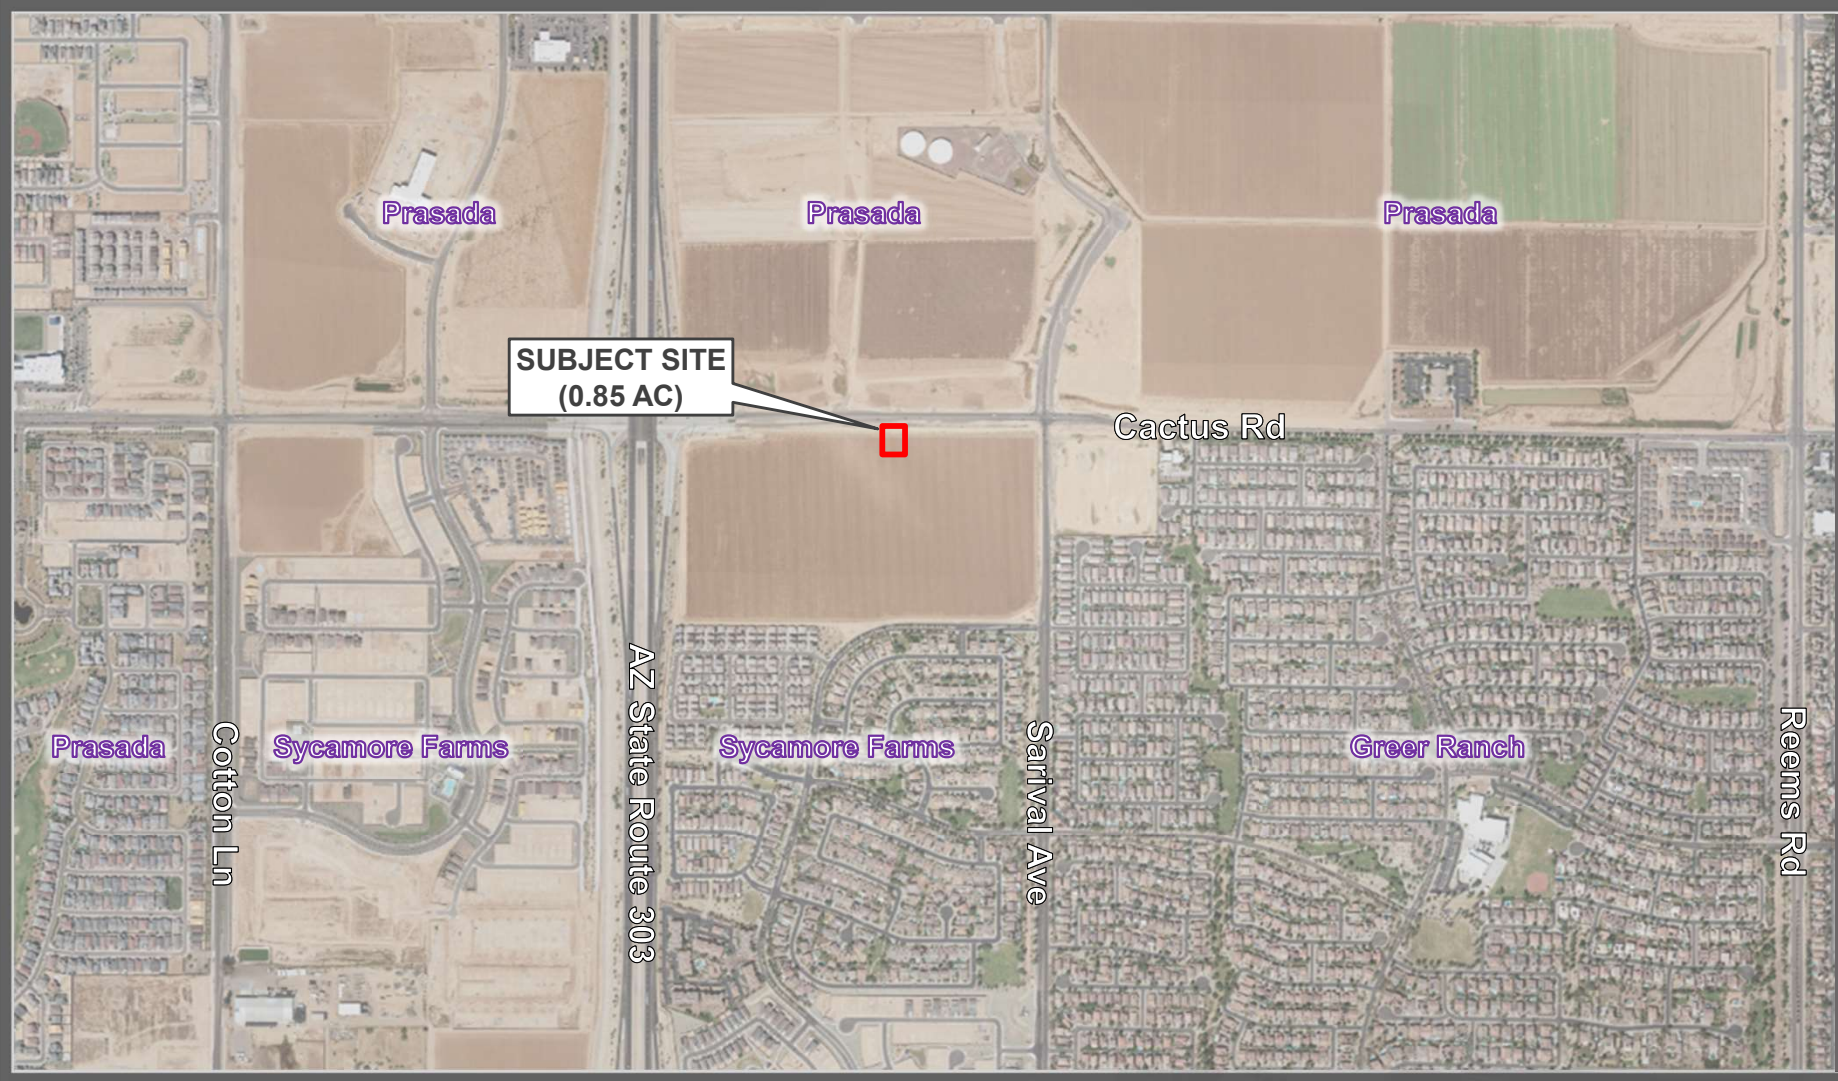 Prasada
Prasada
Prasada
SUBJECT SITE
(0.85 AC)
Cactus Rd
Prasada
Cotton Ln
Sycamore Farms
AZ State Route 303
Sycamore Farms
Sarival Ave
Greer Ranch
Reems Rd